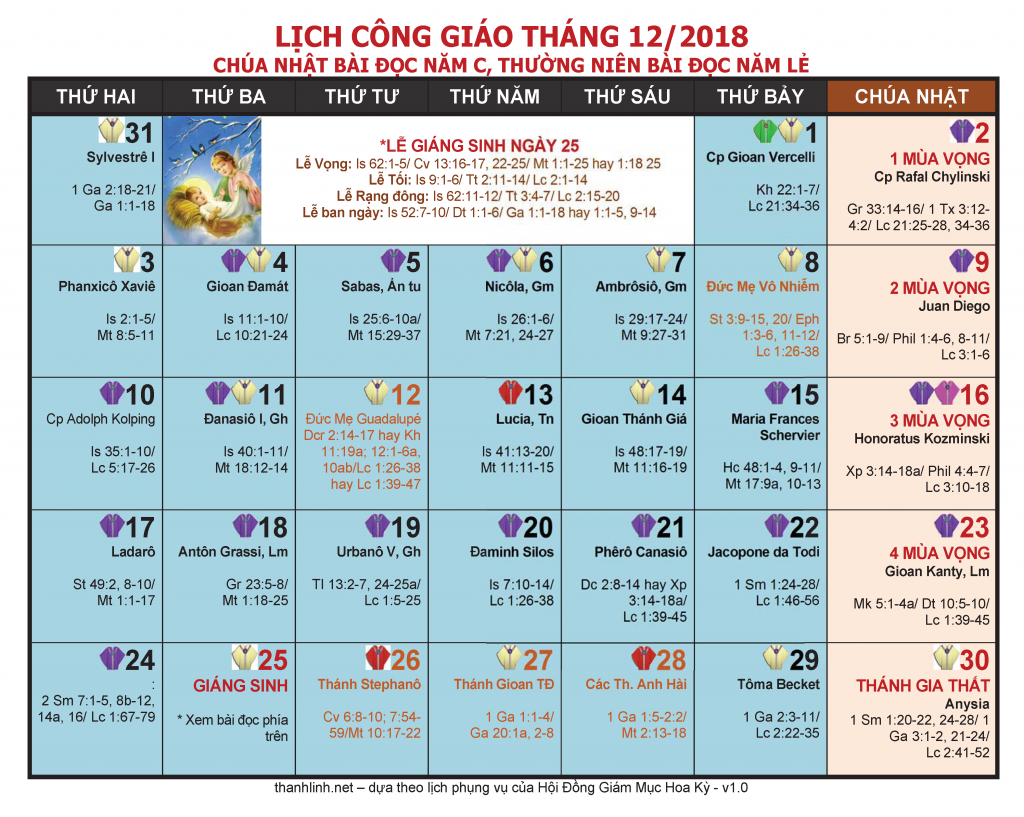 LỊCH CÔNG GIÁO THÁNG 12/2018
CHÚA NHẬT BÀI ĐỌC NĂM C, THƯỜNG NIÊN BÀI ĐỌC NĂM LẺ
THỨ HAI THỨ BA THỨ TƯ THỨ NĂM THỨ SÁU THỨ BẢY CHÚA NHẬT
31
Sylvestrê I
1 Ga 2:18-21/
Ga 1:1-18
*LỄ GIÁNG SINH NGÀY 25
Lễ Vọng: Is 62:1-5/ Cv 13:16-17, 22-25/ Mt 1:1-25 hay 1:18 25
Lễ Tối: Is 9:1-6/ Tt 2:11-14/ Lc 2:1-14
Lễ Rạng đông: Is 62:11-12/ Tt 3:4-7/ Lc 2:15-20
Lễ ban ngày: Is 52:7-10/ Dt 1:1-6/ Ga 1:1-18 hay 1:1-5, 9-14
1
Cp Gioan Vercelli
Kh 22:1-7/
Lc 21:34-36
2
1 MÙA VỌNG
Cp Rafal Chylinski
Gr 33:14-16/ 1 Tx 3:12-
4:2/ Lc 21:25-28, 34-36
3
Phanxicô Xaviê
Is 2:1-5/
Mt 8:5-11
4
Gioan Đamát
Is 11:1-10/
Lc 10:21-24
5
Sabas, Ẩn tu
Is 25:6-10a/
Mt 15:29-37
6
Nicôla, Gm
Is 26:1-6/
Mt 7:21, 24-27
7
Ambrôsiô, Gm
Is 29:17-24/
Mt 9:27-31
8
Đức Mẹ Vô Nhiễm
St 3:9-15, 20/ Eph
1:3-6, 11-12/
Lc 1:26-38
9
2 MÙA VỌNG
Juan Diego
Br 5:1-9/ Phil 1:4-6, 8-11/
Lc 3:1-6
10
Cp Adolph Kolping
Is 35:1-10/
Lc 5:17-26
11
Đanasiô I, Gh
Is 40:1-11/
Mt 18:12-14
12
Đức Mẹ Guadalupé
Dcr 2:14-17 hay Kh
11:19a; 12:1-6a,
10ab/Lc 1:26-38
hay Lc 1:39-47
13
Lucia, Tn
Is 41:13-20/
Mt 11:11-15
14
Gioan Thánh Giá
Is 48:17-19/
Mt 11:16-19
15
Maria Frances
Schervier
Hc 48:1-4, 9-11/
Mt 17:9a, 10-13
16
3 MÙA VỌNG
Honoratus Kozminski
Xp 3:14-18a/ Phil 4:4-7/
Lc 3:10-18
17
Ladarô
St 49:2, 8-10/
Mt 1:1-17
18
Antôn Grassi, Lm
Gr 23:5-8/
Mt 1:18-25
19
Urbanô V, Gh
Tl 13:2-7, 24-25a/
Lc 1:5-25
20
Đaminh Silos
Is 7:10-14/
Lc 1:26-38
21
Phêrô Canasiô
Dc 2:8-14 hay Xp
3:14-18a/
Lc 1:39-45
22
Jacopone da Todi
1 Sm 1:24-28/
Lc 1:46-56
23
4 MÙA VỌNG
Gioan Kanty, Lm
Mk 5:1-4a/ Dt 10:5-10/
Lc 1:39-45
24
:
2 Sm 7:1-5, 8b-12,
14a, 16/ Lc 1:67-79
25
GIÁNG SINH
* Xem bài đọc phía
trên
26
Thánh Stephanô
Cv 6:8-10; 7:54-
59/Mt 10:17-22
27
Thánh Gioan TĐ
1 Ga 1:1-4/
Ga 20:1a, 2-8
28
Các Th. Anh Hài
1 Ga 1:5-2:2/
Mt 2:13-18
29
Tôma Becket
1 Ga 2:3-11/
Lc 2:22-35
30
THÁNH GIA THẤT
Anysia
1 Sm 1:20-22, 24-28/ 1
Ga 3:1-2, 21-24/
Lc 2:41-52
thanhlinh.net – dựa theo lịch phụng vụ của Hội Đồng Giám Mục Hoa Kỳ - v1.0